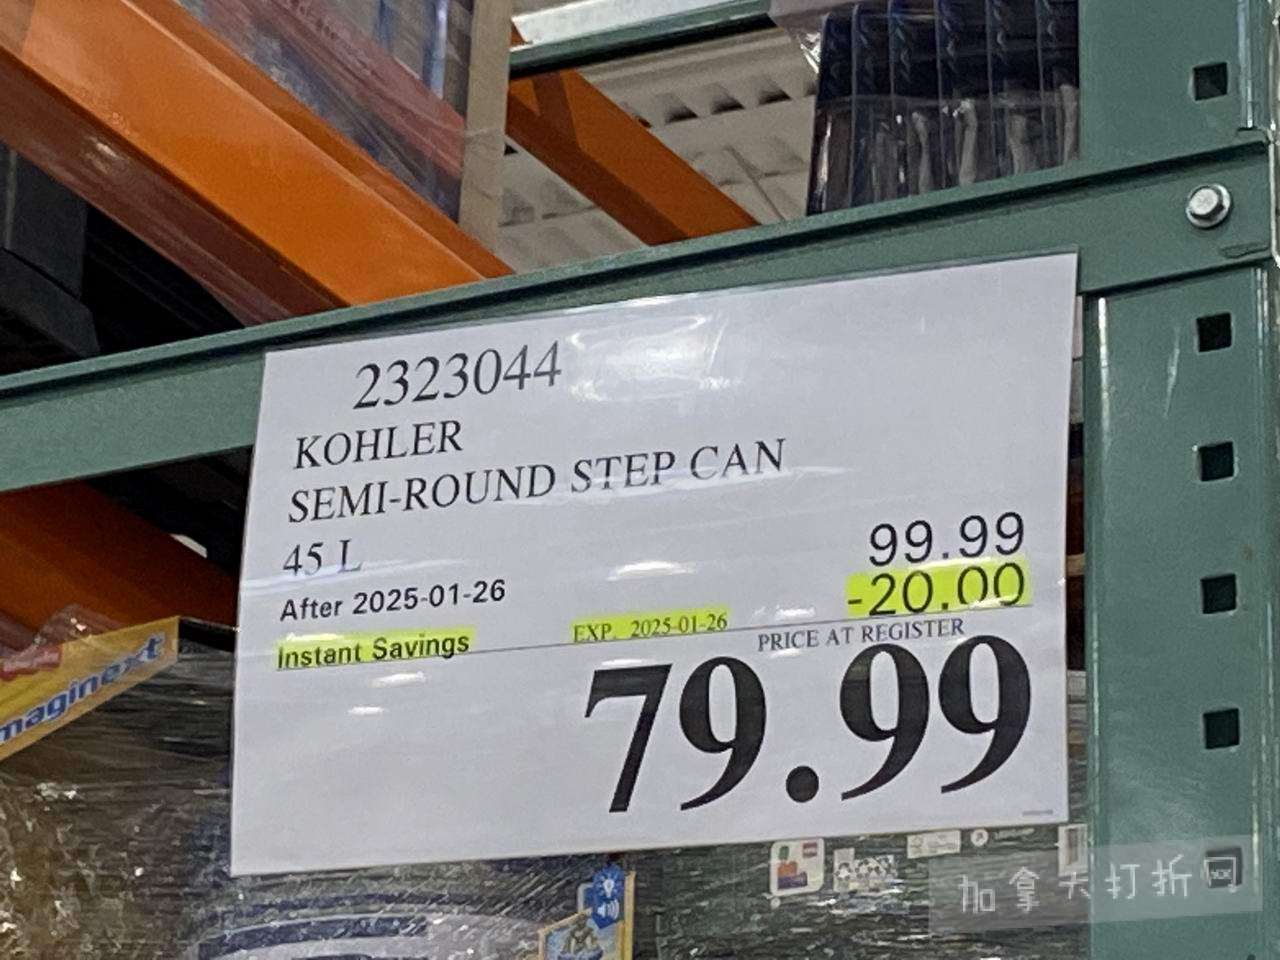 2323044
KOHLER
SEMI-ROUND STEP CAN
45 L
99.99
After 2025-01-26
-20.00
Instant Savings
EXP. 2025-01-26
PRICE AT REGISTER
79.99
maginext
加拿大打折网